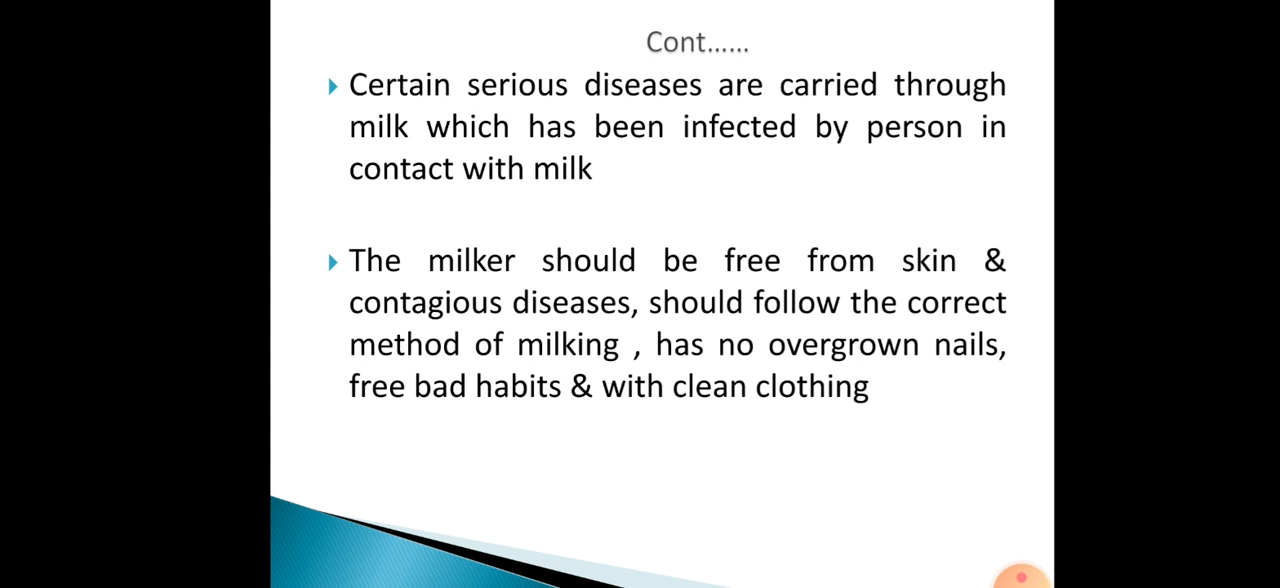 Cont……
Certain serious diseases are carried through
milk which has been infected by person in
contact with milk
The milker should be free from skin &
contagious diseases, should follow the correct
method of milking , has no overgrown nails,
free bad habits & with clean clothing